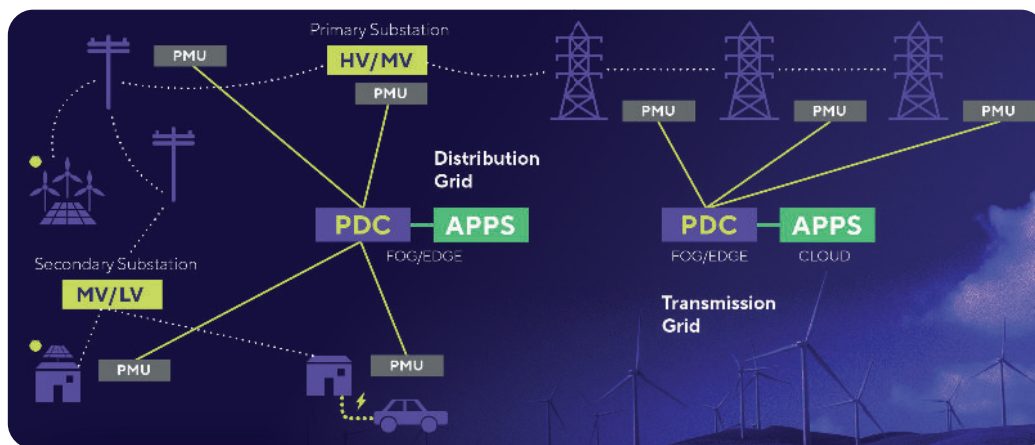 Primary Substation
PMU
HV/MV
PMU
PMU
PMU
PMU
Distribution
Grid
PDC
APPS
FOG/EDGE
PDC
APPS
FOG/EDGE
CLOUD
Secondary Substation
MV/LV
Transmission
Grid
PMU
PMU